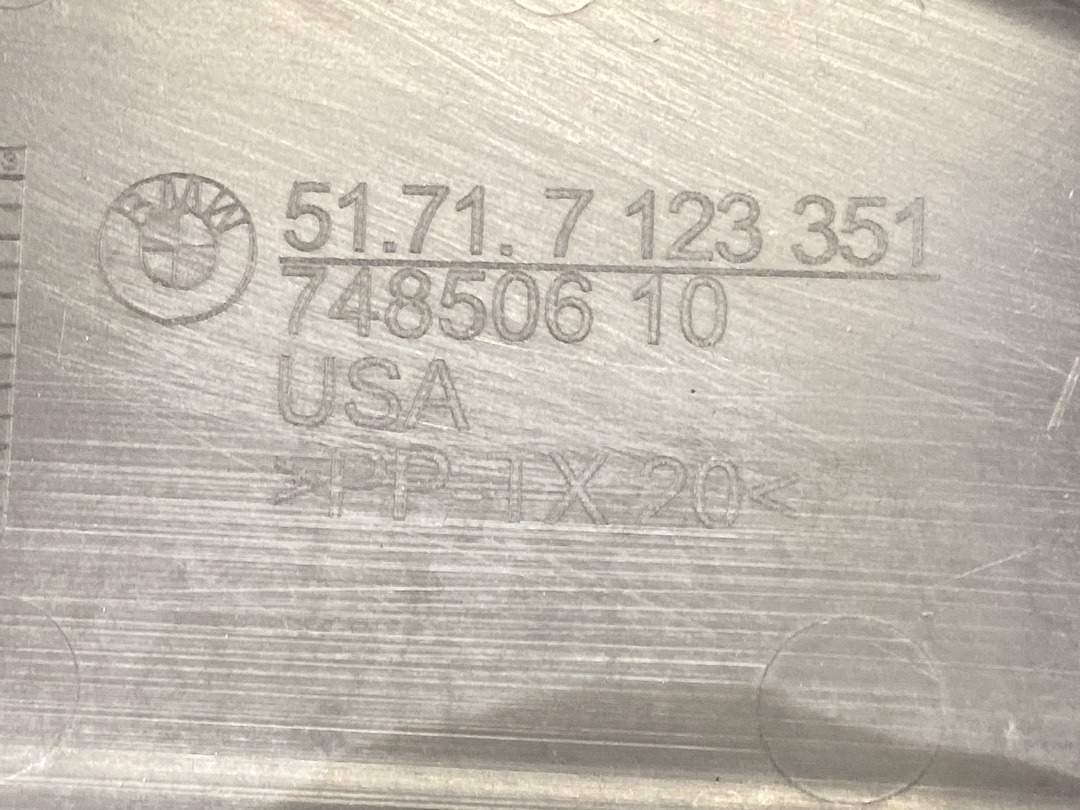 BMW 51.71. 7 123 351
748506 10
USA
>PP-TX 20<